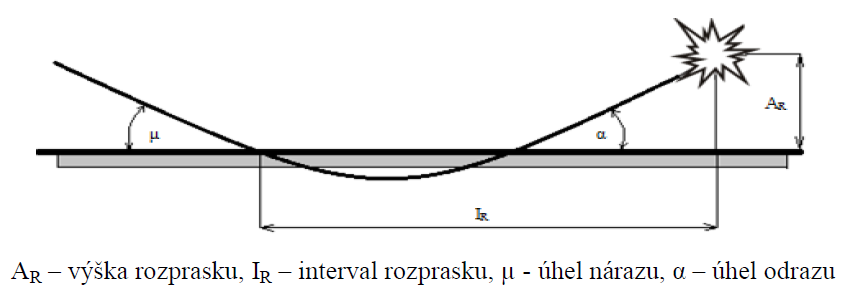 μ
α
AR
IR
AR – výška rozprasku, IR – interval rozprasku, μ - úhel nárazu, α – úhel odrazu